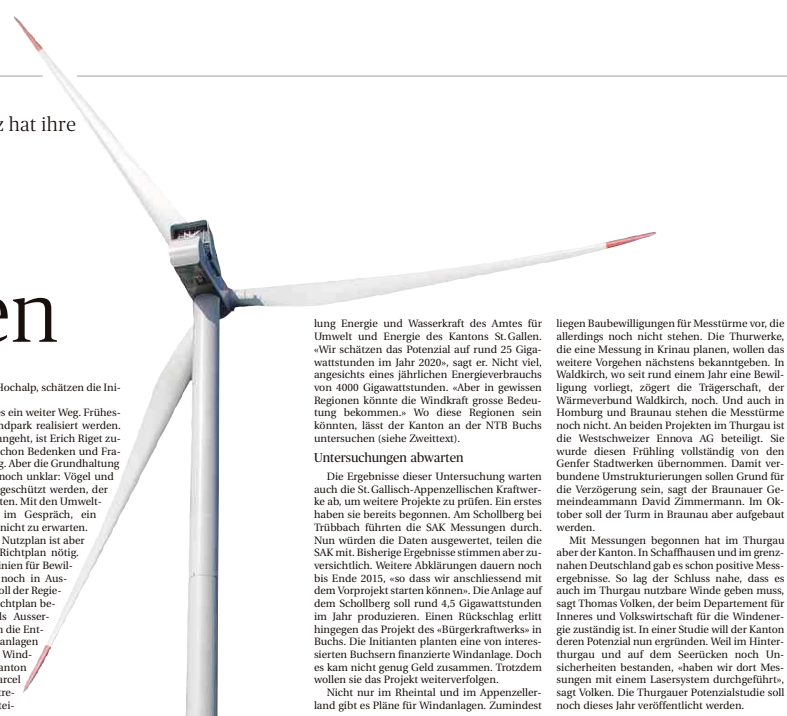 z hat ihre
en
Hochalp, schätzen die Ini-
es ein weiter Weg. Frühes-
ndpark realisiert werden.
angeht, ist Erich Riget zu-
schon Bedenken und Fra-
g. Aber die Grundhaltung
noch unklar: Vögel und
geschützt werden, der
ten. Mit den Umwelt-
im Gespräch, ein
nicht zu erwarten.
Nutzplan ist aber
Richtplan nötig.
inien für Bewil-
noch in Aus-
oll der Regie-
chtplan be-
ls Ausser-
n die Ent-
anlagen
Wind-
anton
arcel
tre-
tei-
lung Energie und Wasserkraft des Amtes für
Umwelt und Energie des Kantons St. Gallen.
«Wir schätzen das Potenzial auf rund 25 Giga-
wattstunden im Jahr 2020», sagt er. Nicht viel,
angesichts eines jährlichen Energieverbrauchs
von 4000 Gigawattstunden. «Aber in gewissen
Regionen könnte die Windkraft grosse Bedeu-
tung bekommen.» Wo diese Regionen sein
könnten, lässt der Kanton an der NTB Buchs
untersuchen (siehe Zweittext).
Untersuchungen abwarten
Die Ergebnisse dieser Untersuchung warten
auch die St. Gallisch-Appenzellischen Kraftwer-
ke ab, um weitere Projekte zu prüfen. Ein erstes
haben sie bereits begonnen. Am Schollberg bei
Trübbach führten die SAK Messungen durch.
Nun würden die Daten ausgewertet, teilen die
SAK mit. Bisherige Ergebnisse stimmen aber zu-
versichtlich. Weitere Abklärungen dauern noch
bis Ende 2015, «so dass wir anschliessend mit
dem Vorprojekt starten können». Die Anlage auf
dem Schollberg soll rund 4,5 Gigawattstunden
im Jahr produzieren. Einen Rückschlag erlitt
hingegen das Projekt des «Bürgerkraftwerks» in
Buchs. Die Initianten planten eine von interes-
sierten Buchsern finanzierte Windanlage. Doch
es kam nicht genug Geld zusammen. Trotzdem
wollen sie das Projekt weiterverfolgen.
Nicht nur im Rheintal und im Appenzeller-
land gibt es Pläne für Windanlagen. Zumindest
liegen Baubewilligungen für Messtürme vor, die
allerdings noch nicht stehen. Die Thurwerke,
die eine Messung in Krinau planen, wollen das
weitere Vorgehen nächstens bekanntgeben. In
Waldkirch, wo seit rund einem Jahr eine Bewil-
ligung vorliegt, zögert die Trägerschaft, der
Wärmeverbund Waldkirch, noch. Und auch in
Homburg und Braunau stehen die Messtürme
noch nicht. An beiden Projekten im Thurgau ist
die Westschweizer Ennova AG beteiligt. Sie
wurde diesen Frühling vollständig von den
Genfer Stadtwerken übernommen. Damit ver-
bundene Umstrukturierungen sollen Grund für
die Verzögerung sein, sagt der Braunauer Ge-
meindeammann David Zimmermann. Im Ok-
tober soll der Turm in Braunau aber aufgebaut
werden.
Mit Messungen begonnen hat im Thurgau
aber der Kanton. In Schaffhausen und im grenz-
nahen Deutschland gab es schon positive Mess-
ergebnisse. So lag der Schluss nahe, dass es
auch im Thurgau nutzbare Winde geben muss,
sagt Thomas Volken, der beim Departement für
Inneres und Volkswirtschaft für die Windener-
gie zuständig ist. In einer Studie will der Kanton
deren Potenzial nun ergründen. Weil im Hinter-
thurgau und auf dem Seerücken noch Un-
sicherheiten bestanden, «haben wir dort Mes-
sungen mit einem Lasersystem durchgeführt»,
sagt Volken. Die Thurgauer Potenzialstudie soll
noch dieses Jahr veröffentlicht werden.